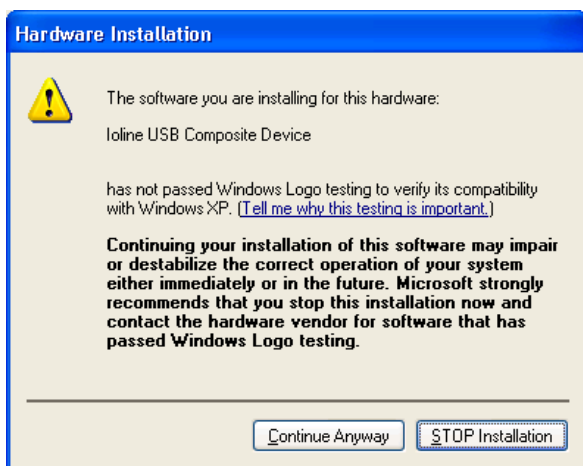 Hardware Installation
The software you are installing for this hardware:
Ioline USB Composite Device
has not passed Windows Logo testing to verify its compatibility
with Windows XP. (Tell me why this testing is important.)
Continuing your installation of this software may impair
or destabilize the correct operation of your system
either immediately or in the future. Microsoft strongly
recommends that you stop this installation now and
contact the hardware vendor for software that has
passed Windows Logo testing.
Continue Anyway
STOP Installation